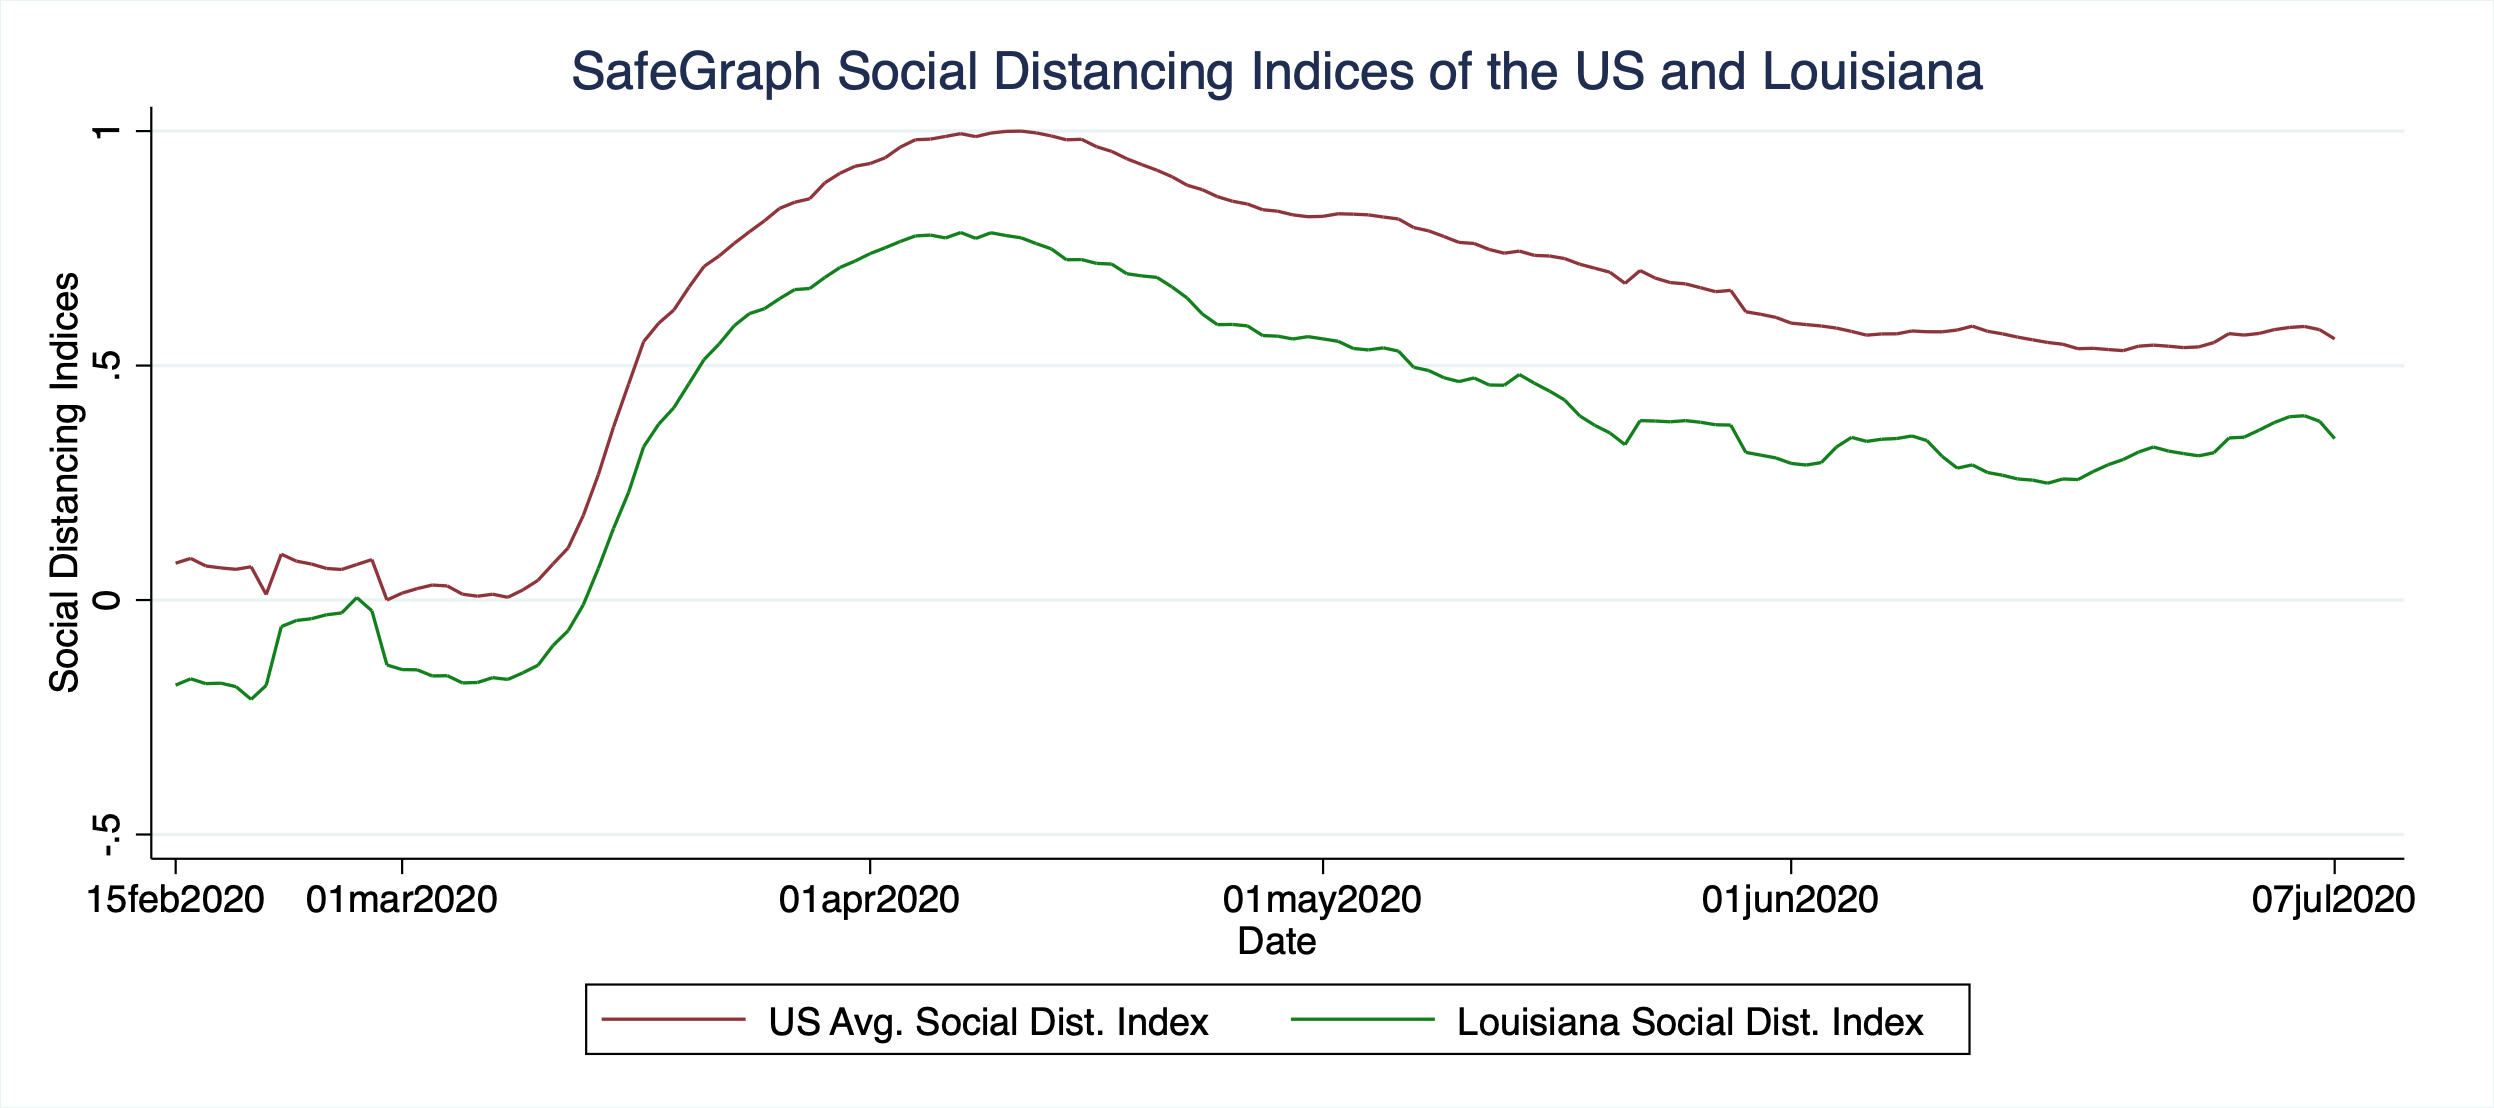 SafeGraph Social Distancing Indices of the US and Louisiana
Social Distancing Indices
1
.5
0
-.5
15feb2020 01mar2020 01apr2020 01may2020 01jun2020 07jul2020
Date
US Avg. Social Dist. Index Louisiana Social Dist. Index